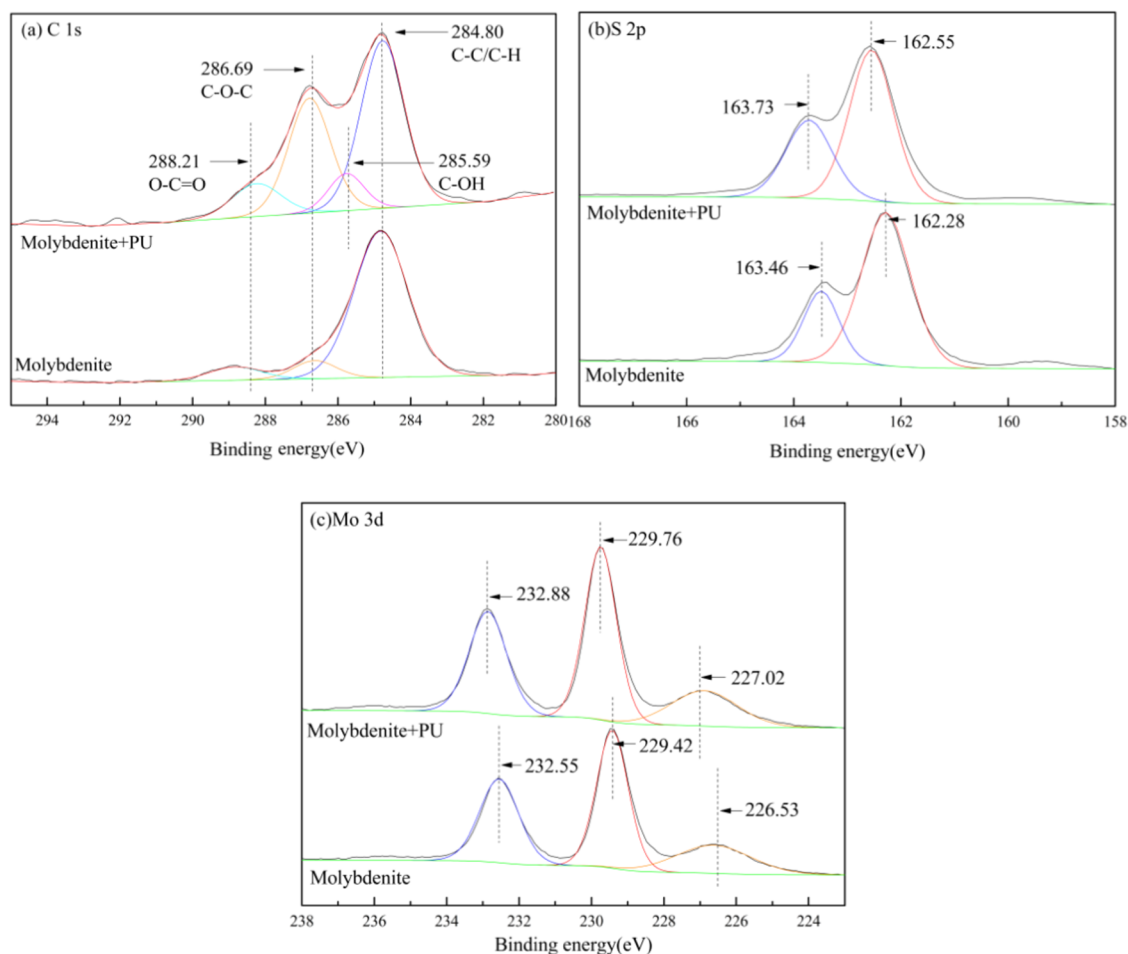 (a) C 1s
284.80
C-C/C-H
286.69
C-O-C
288.21
O-C=O
285.59
C-OH
Molybdenite+PU
Molybdenite
294 292 290 288 286 284 282 280
Binding energy(eV)
(b)S 2p
162.55
163.73
Molybdenite+PU
162.28
163.46
Molybdenite
168 166 164 162 160 158
Binding energy(eV)
(c)Mo 3d
229.76
232.88
227.02
Molybdenite+PU
229.42
232.55
226.53
Molybdenite
238 236 234 232 230 228 226 224
Binding energy(eV)